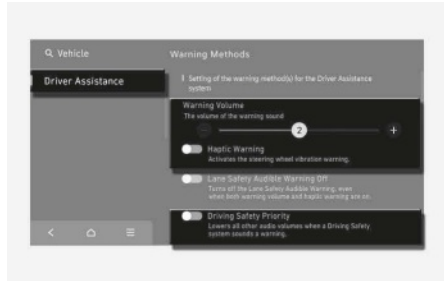 Vehicle
Warning Methods
Driver Assistance
Setting of the warning method(s) for the Driver Assistance
system
Warning Volume
The volume of the warning sound
2
+
Haptic Warning
Activates the steering wheel vibration warning.
Lane Safety Audible Warning Off
Turns off the Lane Safety Audible Warning, even
when both warning volume and haptic warning are on.
Driving Safety Priority
Lowers all other audio volumes when a Driving Safety
system sounds a warning.